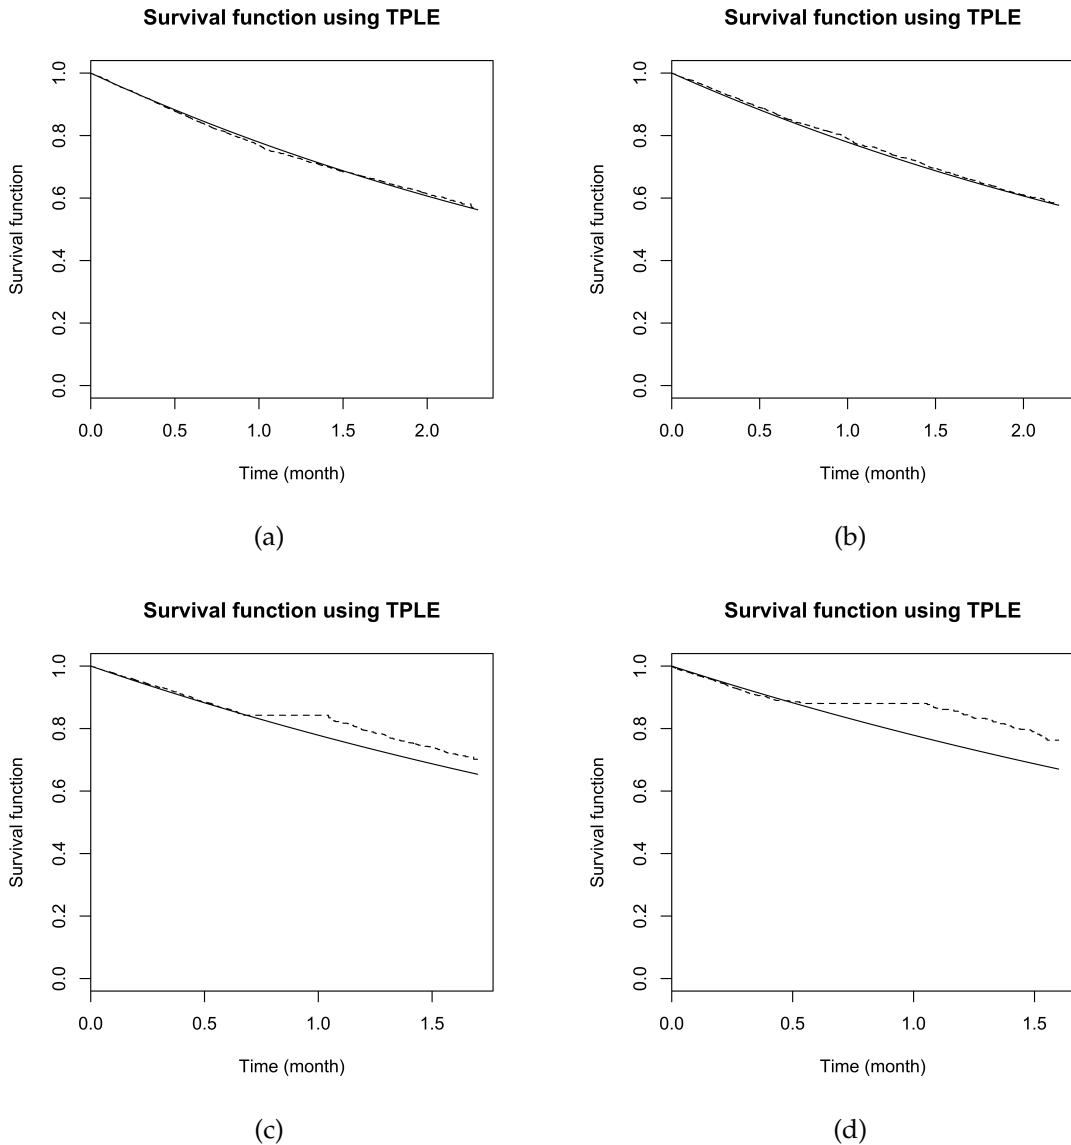 Survival function using TPLE
Survival function
1.0
0.8
0.6
0.4
0.2
0.0
0.0 0.5 1.0 1.5 2.0
Time (month)
(a)
Survival function using TPLE
Survival function
1.0
0.8
0.6
0.4
0.2
0.0
0.0 0.5 1.0 1.5 2.0
Time (month)
(b)
Survival function using TPLE
Survival function
1.0
0.8
0.6
0.4
0.2
0.0
0.0 0.5 1.0 1.5
Time (month)
(c)
Survival function using TPLE
Survival function
1.0
0.8
0.6
0.4
0.2
0.0
0.0 0.5 1.0 1.5
Time (month)
(d)